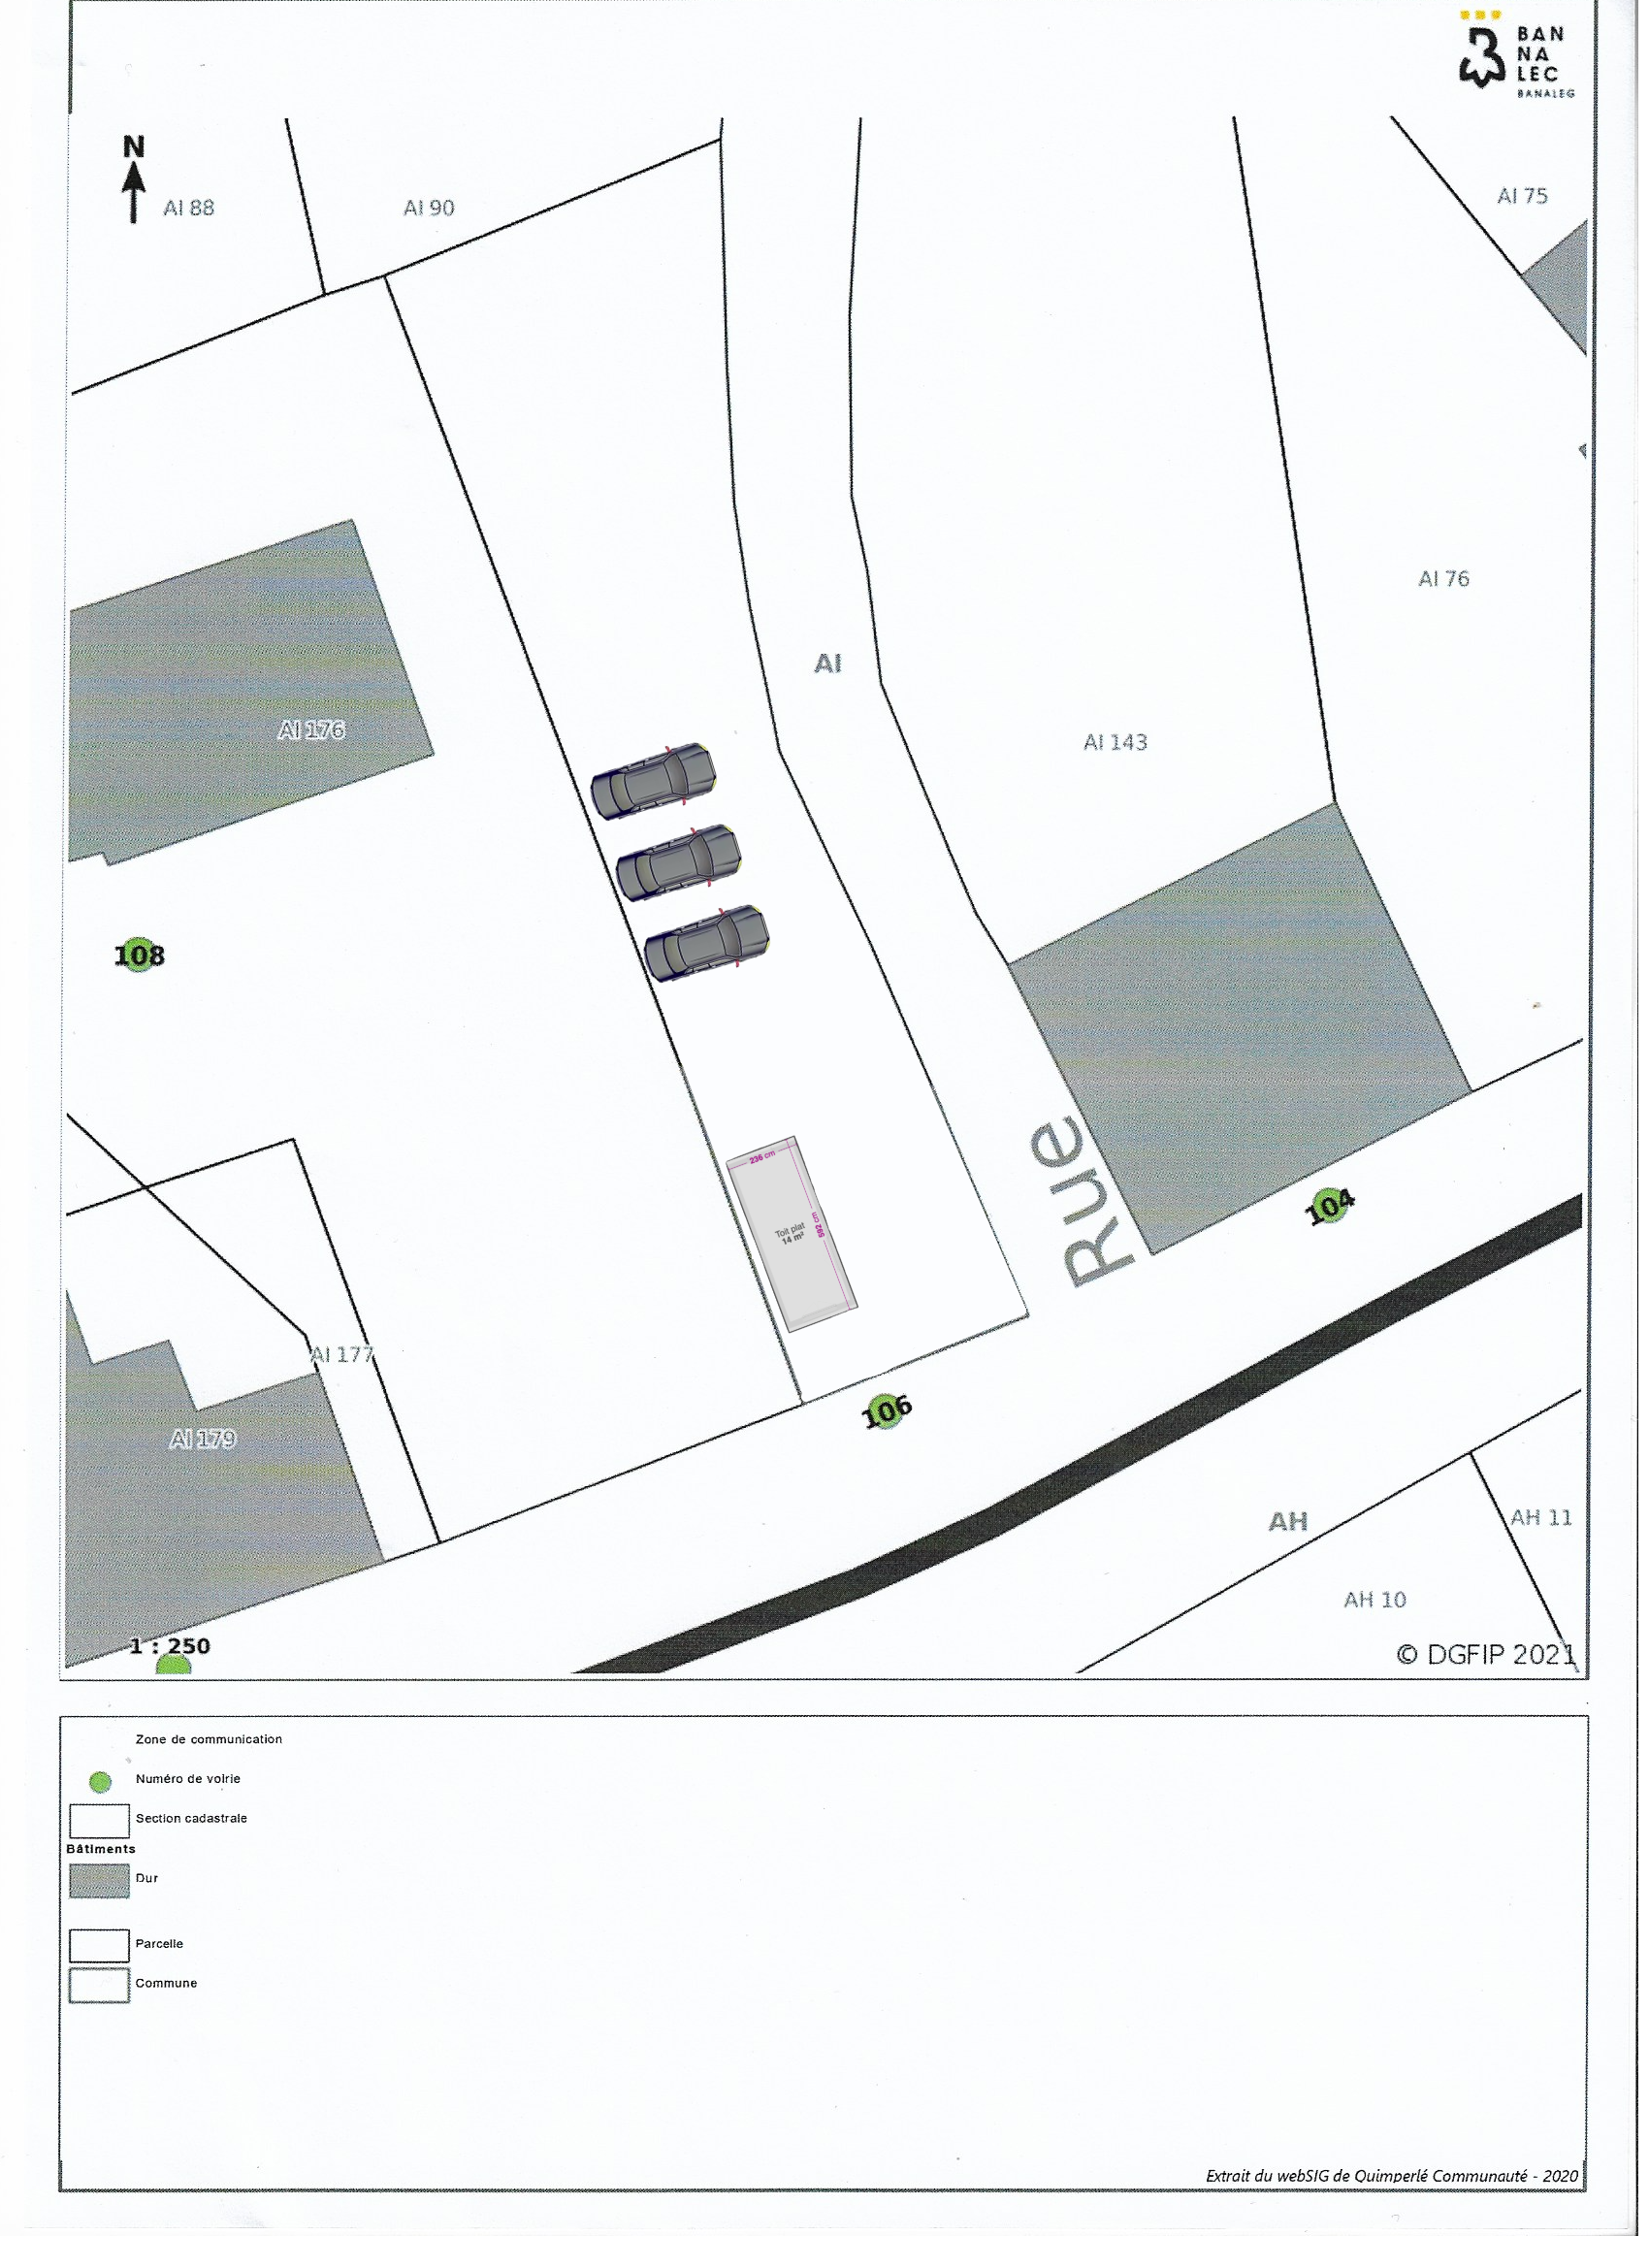 BAN
NA
LEC
BANALEG
N
AI 88
AI 90
AI 75
AI 76
AI
AI 176
AI 143
108
Rue
236 cm
Toit plat
14 m²
592 cm
104
AI 177
106
AI 179
AH
AH 11
AH 10
1 : 250
© DGFIP 2021
Zone de communication
Numéro de voirie
Section cadastrale
Bâtiments
Dur
Parcelle
Commune
Extrait du webSIG de Quimperlé Communauté - 2020